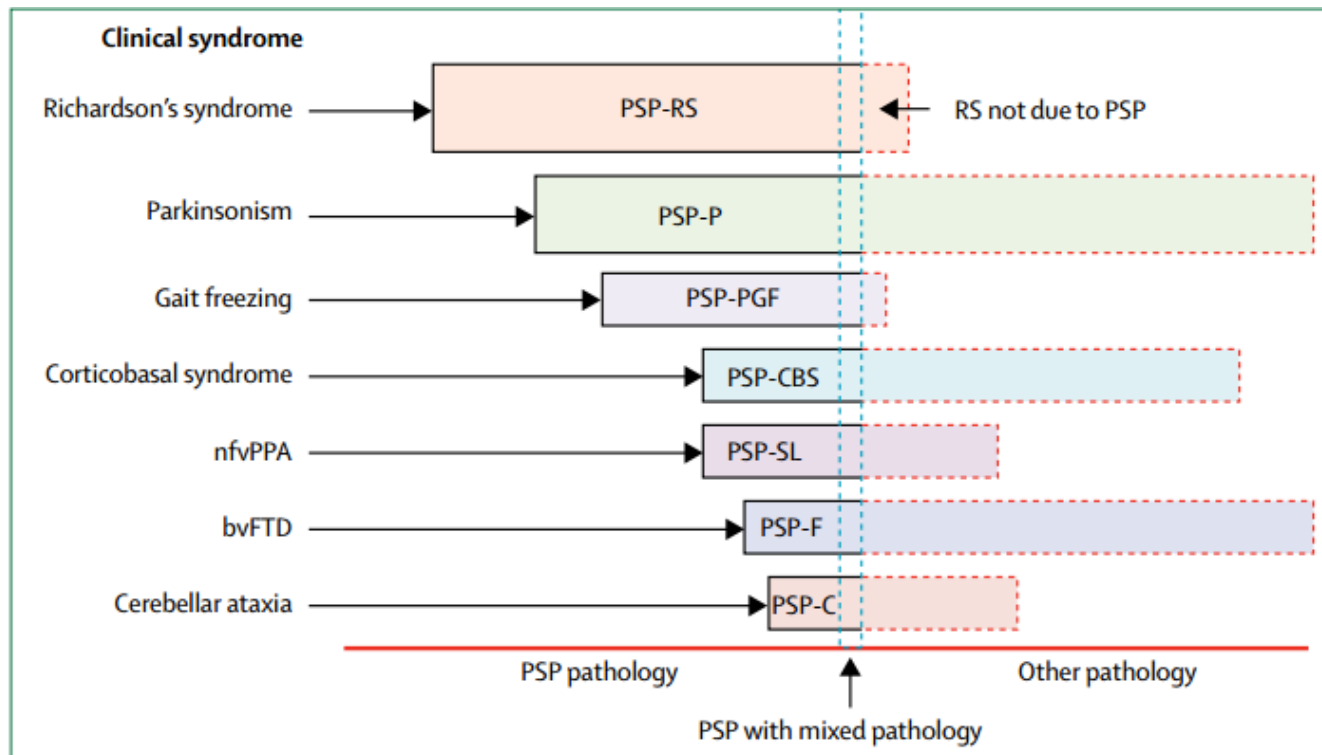 Clinical syndrome
Richardson's syndrome
PSP-RS
RS not due to PSP
Parkinsonism
PSP-P
Gait freezing
PSP-PGF
Corticobasal syndrome
PSP-CBS
nfvPPA
PSP-SL
bvFTD
PSP-F
Cerebellar ataxia
PSP-C
PSP pathology
Other pathology
PSP with mixed pathology